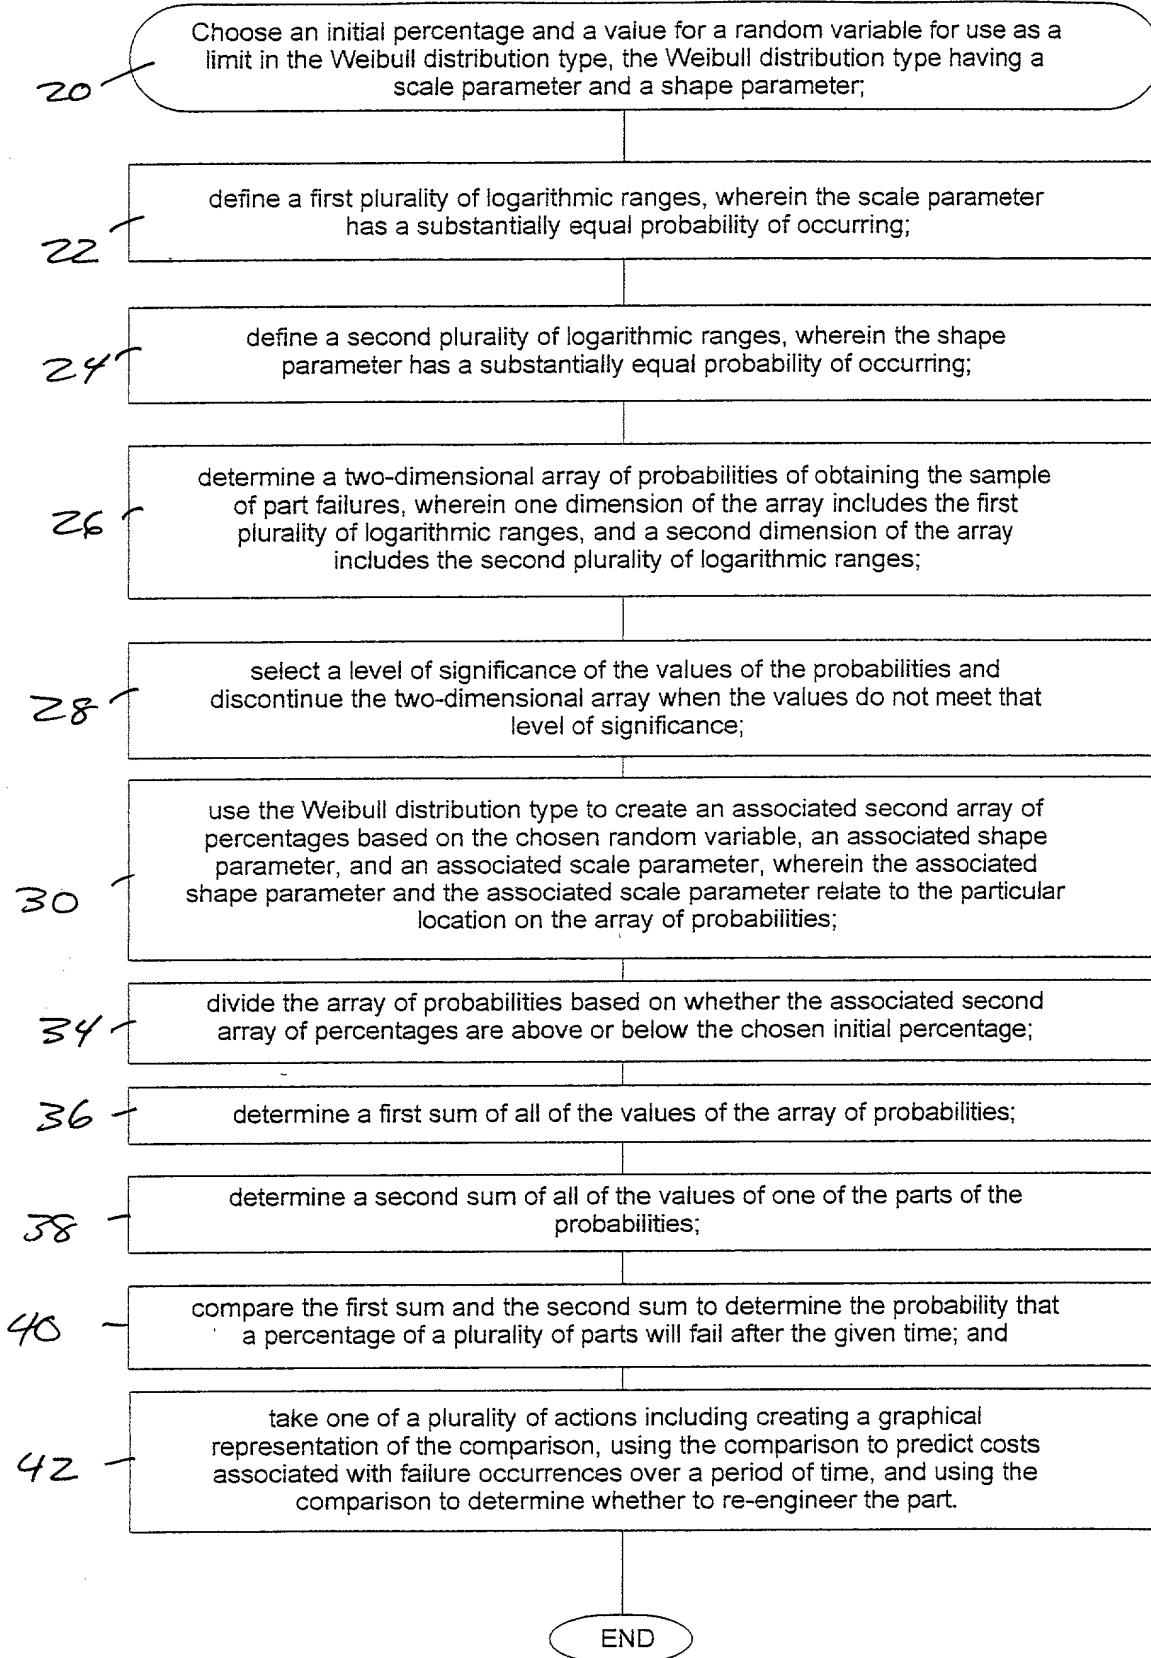 Choose an initial percentage and a value for a random variable for use as a
limit in the Weibull distribution type, the Weibull distribution type having a
scale parameter and a shape parameter;
20
define a first plurality of logarithmic ranges, wherein the scale parameter
has a substantially equal probability of occurring;
22
define a second plurality of logarithmic ranges, wherein the shape
parameter has a substantially equal probability of occurring;
24
determine a two-dimensional array of probabilities of obtaining the sample
of part failures, wherein one dimension of the array includes the first
plurality of logarithmic ranges, and a second dimension of the array
includes the second plurality of logarithmic ranges;
26
select a level of significance of the values of the probabilities and
discontinue the two-dimensional array when the values do not meet that
level of significance;
28
use the Weibull distribution type to create an associated second array of
percentages based on the chosen random variable, an associated shape
parameter, and an associated scale parameter, wherein the associated
shape parameter and the associated scale parameter relate to the particular
location on the array of probabilities;
30
divide the array of probabilities based on whether the associated second
array of percentages are above or below the chosen initial percentage;
34
determine a first sum of all of the values of the array of probabilities;
36
determine a second sum of all of the values of one of the parts of the
probabilities;
38
compare the first sum and the second sum to determine the probability that
a percentage of a plurality of parts will fail after the given time; and
40
take one of a plurality of actions including creating a graphical
representation of the comparison, using the comparison to predict costs
associated with failure occurrences over a period of time, and using the
comparison to determine whether to re-engineer the part.
42
END